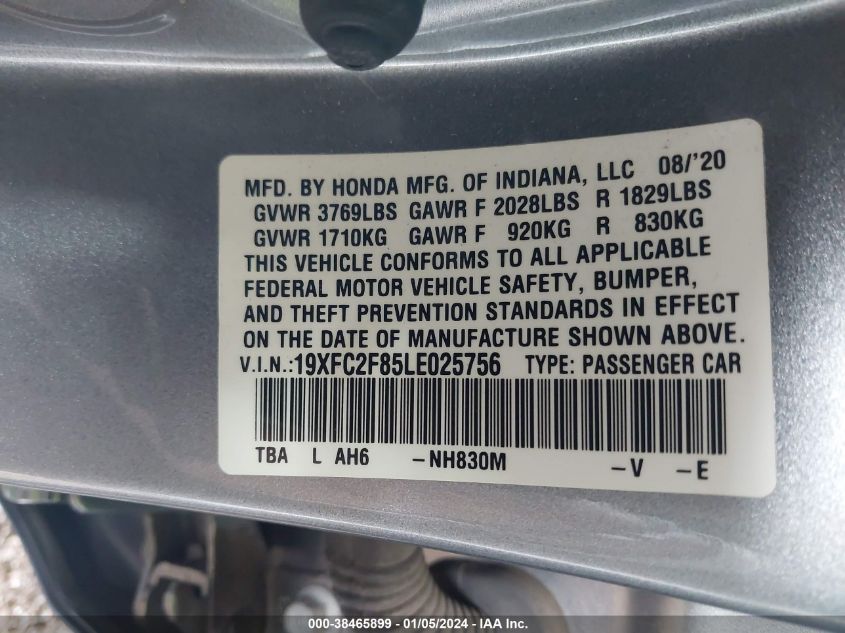 MFD. BY HONDA MFG. OF INDIANA, LLC 08/'20
GVWR 3769LBS GAWR F 2028LBS R 1829LBS
GVWR 1710KG GAWR F 920KG R 830KG
THIS VEHICLE CONFORMS TO ALL APPLICABLE
FEDERAL MOTOR VEHICLE SAFETY, BUMPER,
AND THEFT PREVENTION STANDARDS IN EFFECT
ON THE DATE OF MANUFACTURE SHOWN ABOVE.
V.I.N.:19XFC2F85LE025756 TYPE: PASSENGER CAR
TBA L AH6 -NH830M -V -E
000-38465899 - 01/05/2024 - IAA Inc.